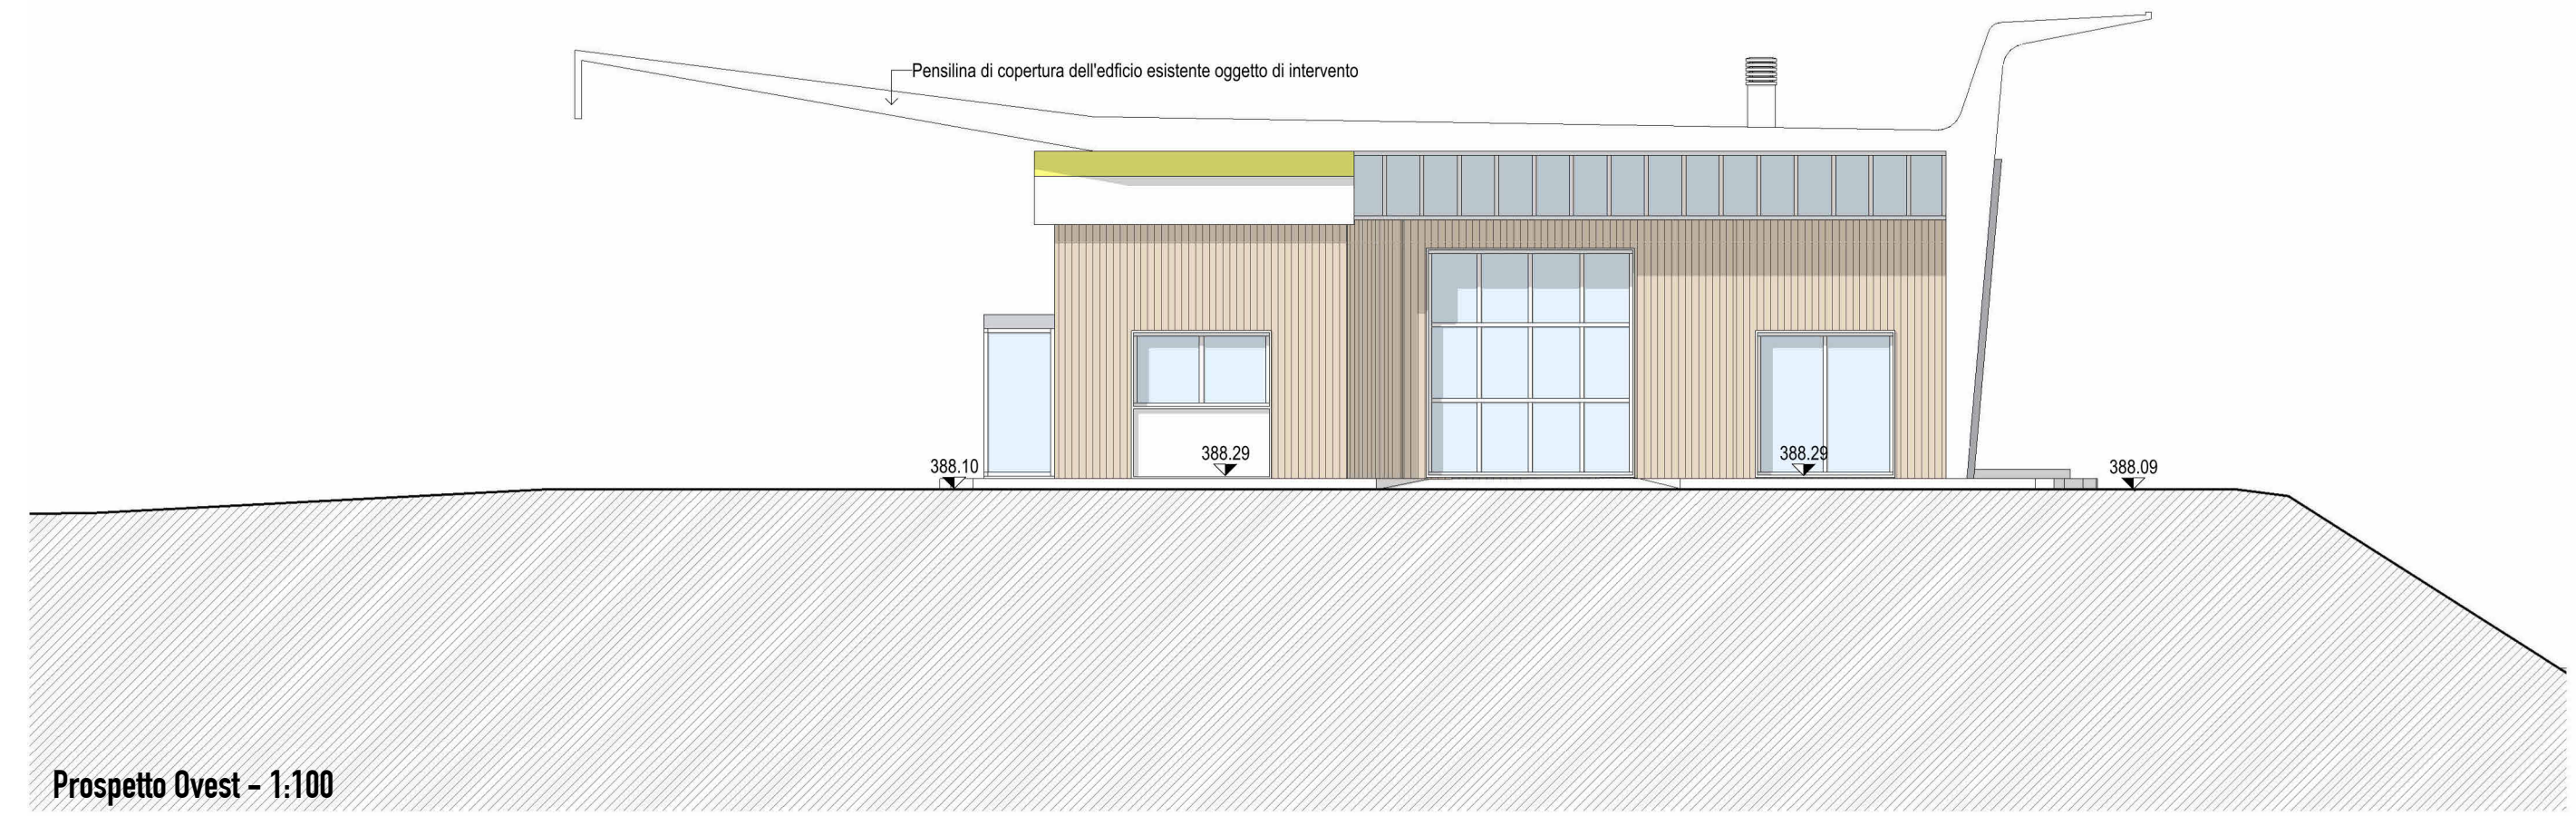 Pensilina di copertura dell'edficio esistente oggetto di intervento
388.10
388.29
388.29
388.09
Prospetto Ovest - 1:100